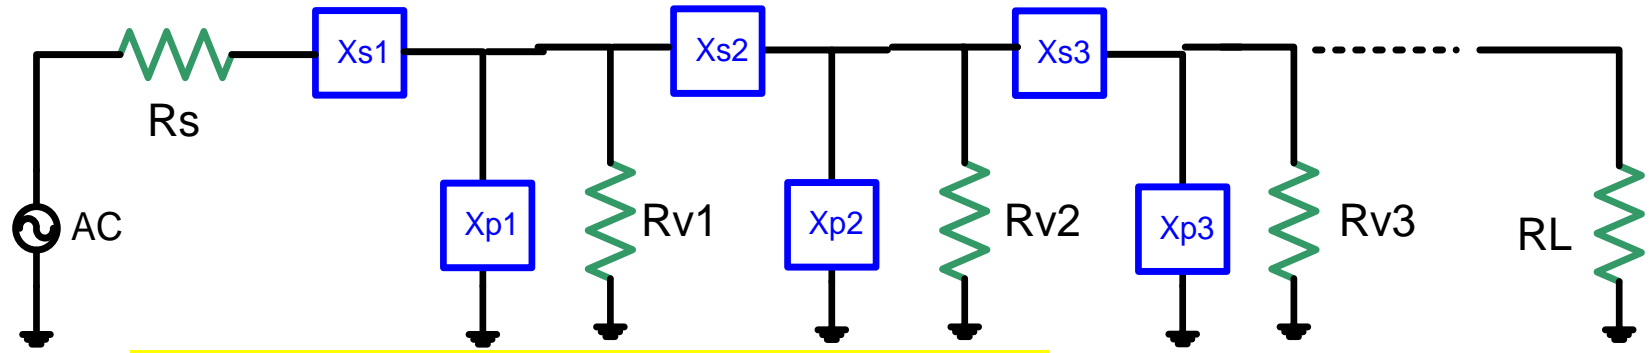 Xs1
Xs2
Xs3
Rs
AC
Xp1
Rv1
Xp2
Rv2
Xp3
Rv3
RL